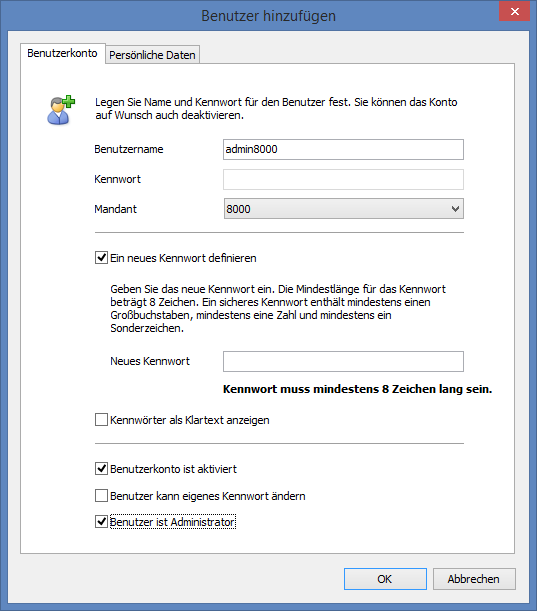 Benutzer hinzufügen
Benutzerkonto
Persönliche Daten
Legen Sie Name und Kennwort für den Benutzer fest. Sie können das Konto
auf Wunsch auch deaktivieren.
Benutzername
admin8000
Kennwort
Mandant
8000
Ein neues Kennwort definieren
Geben Sie das neue Kennwort ein. Die Mindestlänge für das Kennwort
beträgt 8 Zeichen. Ein sicheres Kennwort enthält mindestens einen
Großbuchstaben, mindestens eine Zahl und mindestens ein
Sonderzeichen.
Neues Kennwort
Kennwort muss mindestens 8 Zeichen lang sein.
Kennwörter als Klartext anzeigen
Benutzerkonto ist aktiviert
Benutzer kann eigenes Kennwort ändern
Benutzer ist Administrator
OK
Abbrechen